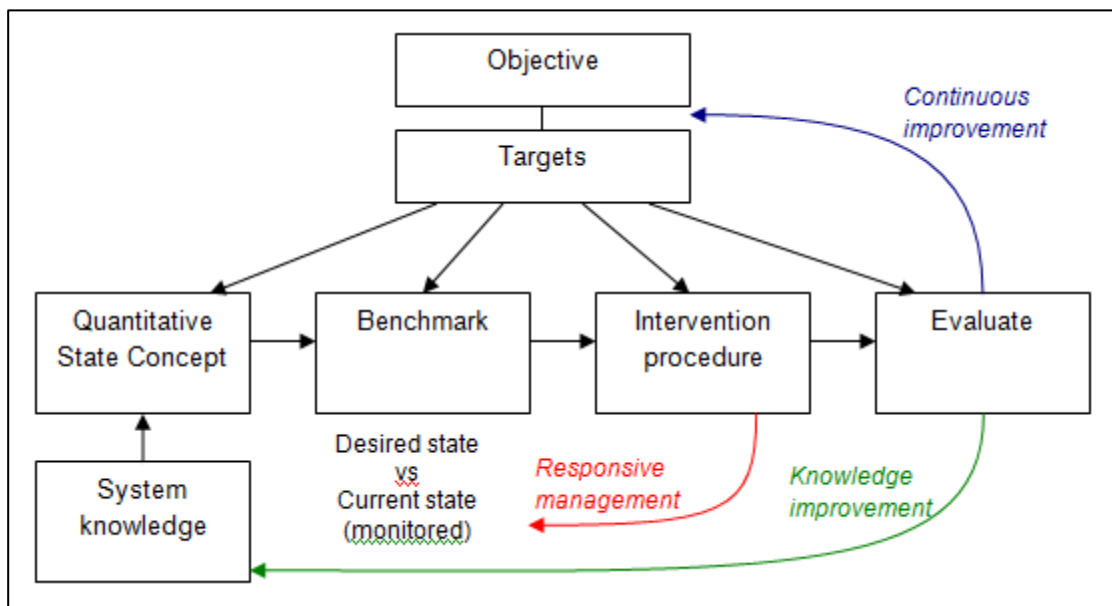 Objective
Continuous
improvement
Targets
Quantitative
State Concept
Benchmark
Intervention
procedure
Evaluate
Desired state
vs
Current state
(monitored)
Responsive
management
Knowledge
improvement
System
knowledge